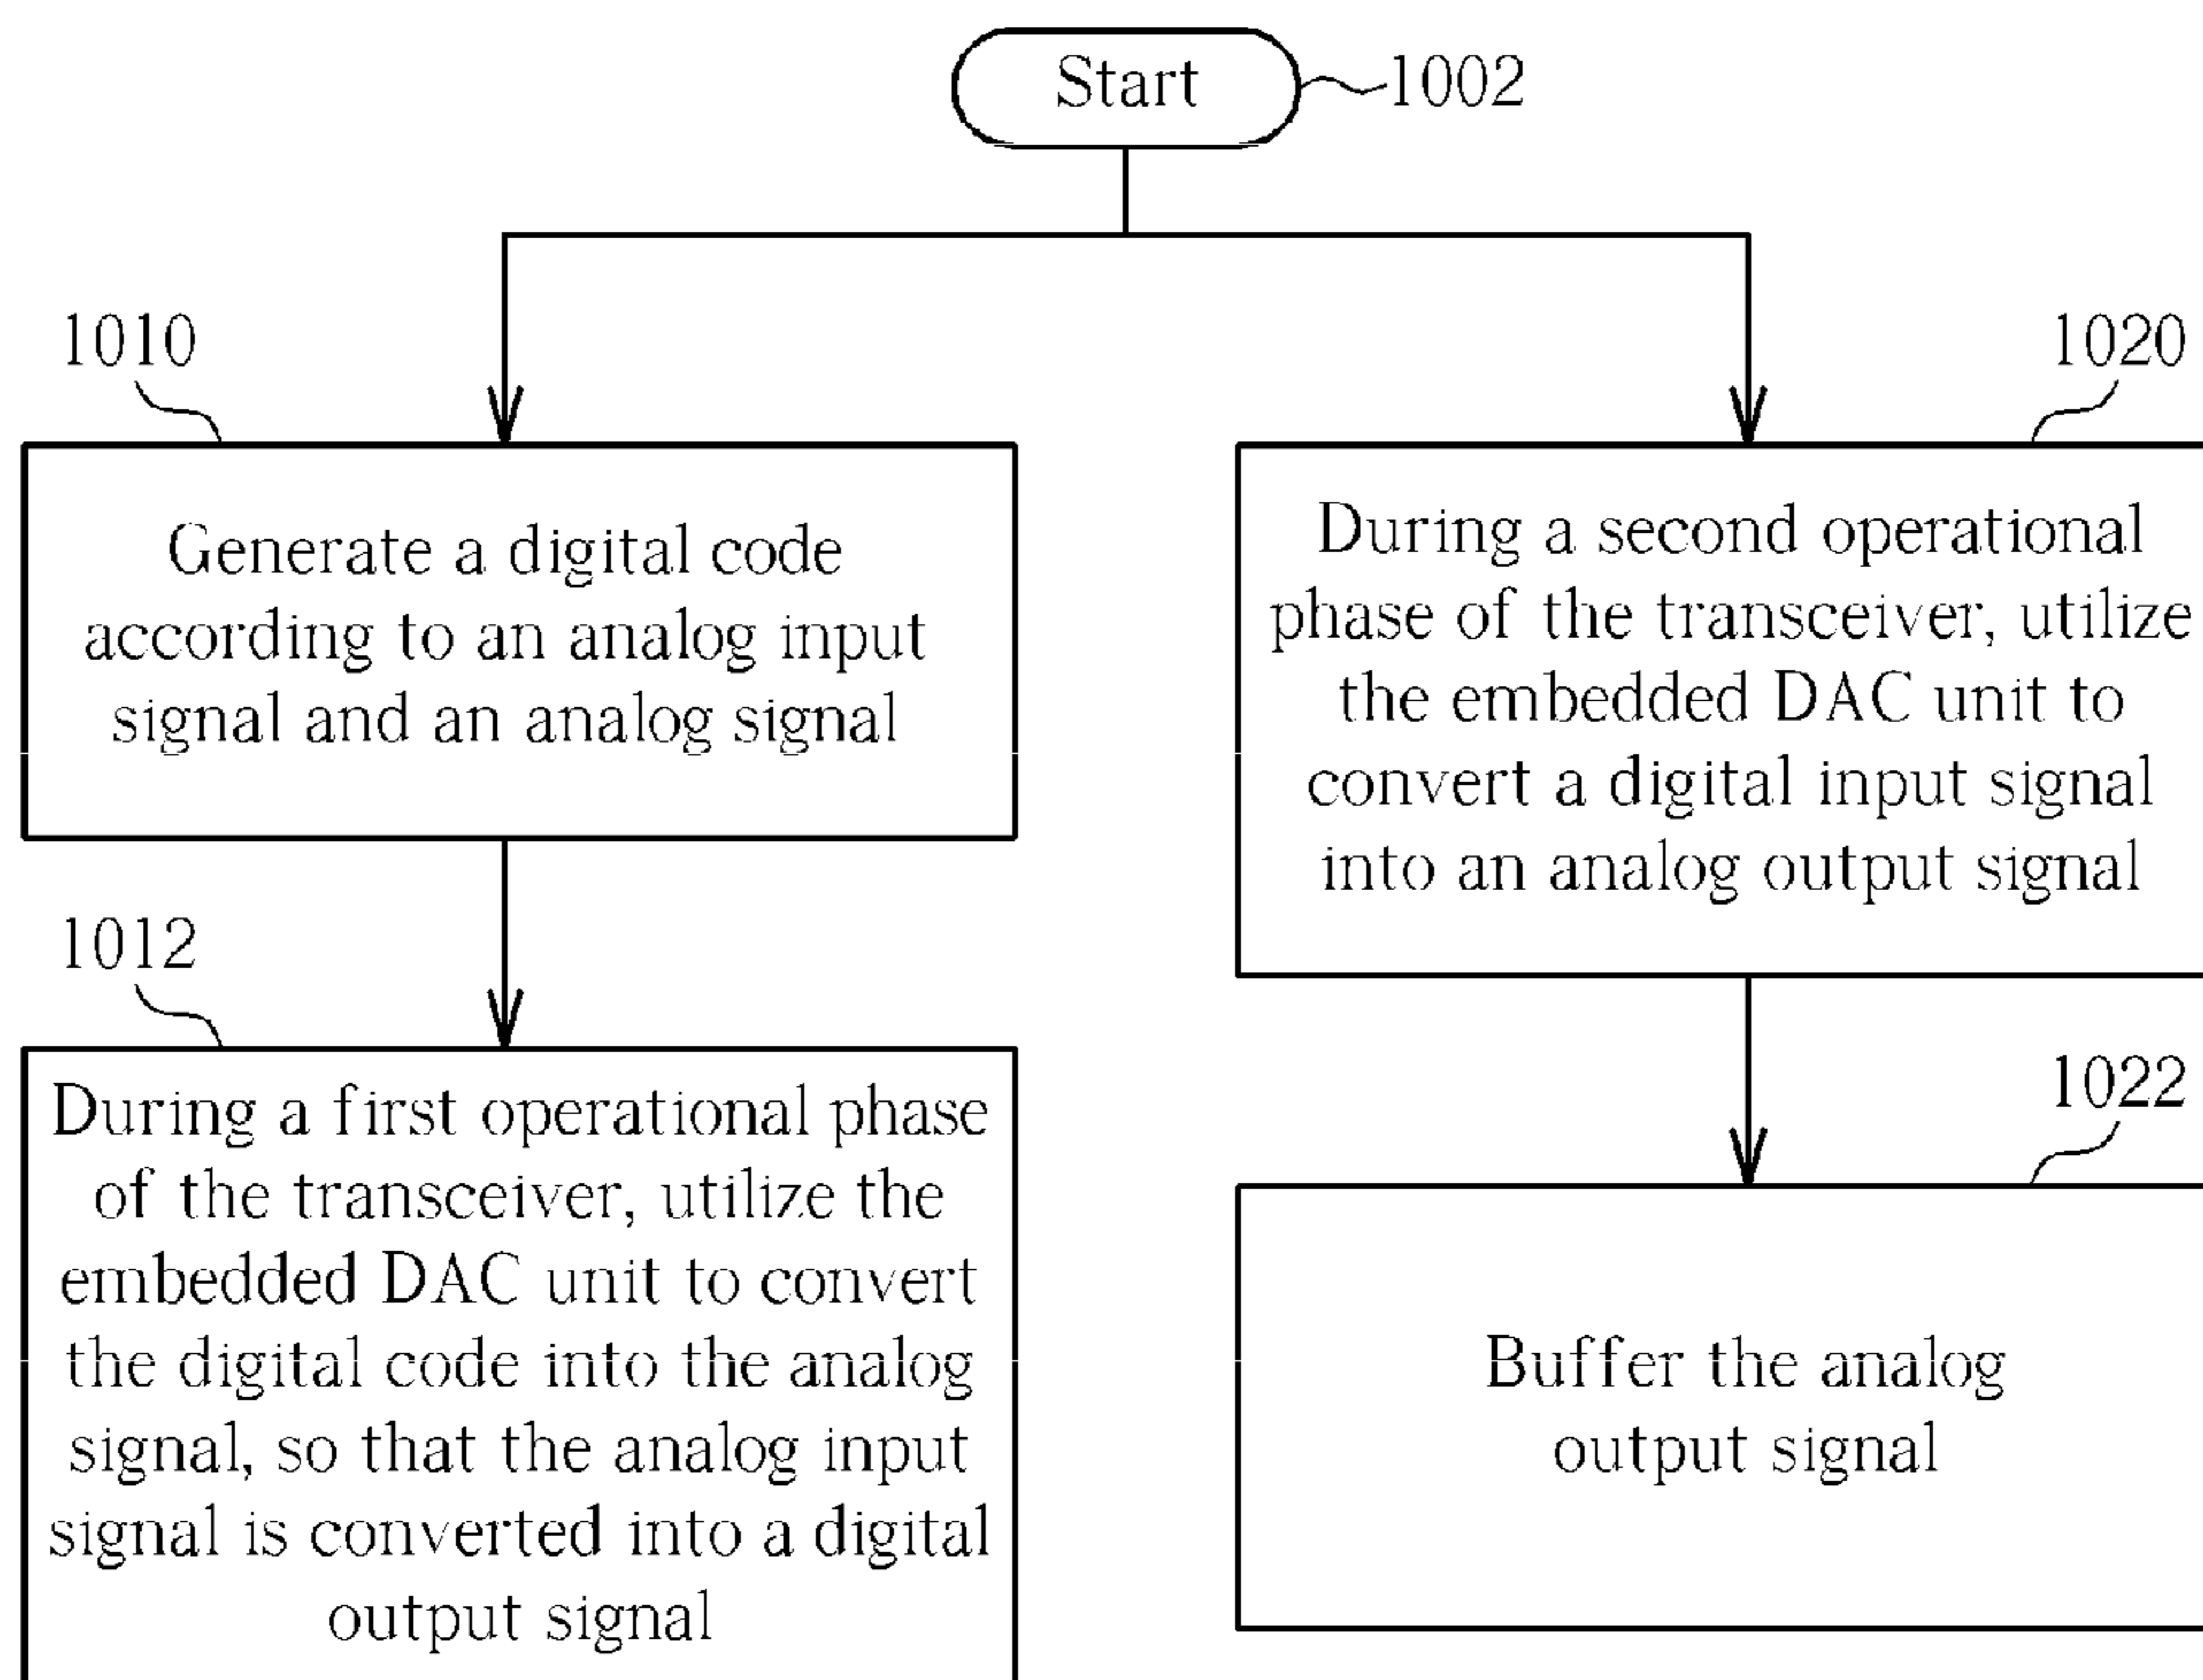 Start
1002
1010
Generate a digital code
according to an analog input
signal and an analog signal
1012
During a first operational phase
of the transceiver, utilize the
embedded DAC unit to convert
the digital code into the analog
signal, so that the analog input
signal is converted into a digital
output signal
1020
During a second operational
phase of the transceiver, utilize
the embedded DAC unit to
convert a digital input signal
into an analog output signal
1022
Buffer the analog
output signal